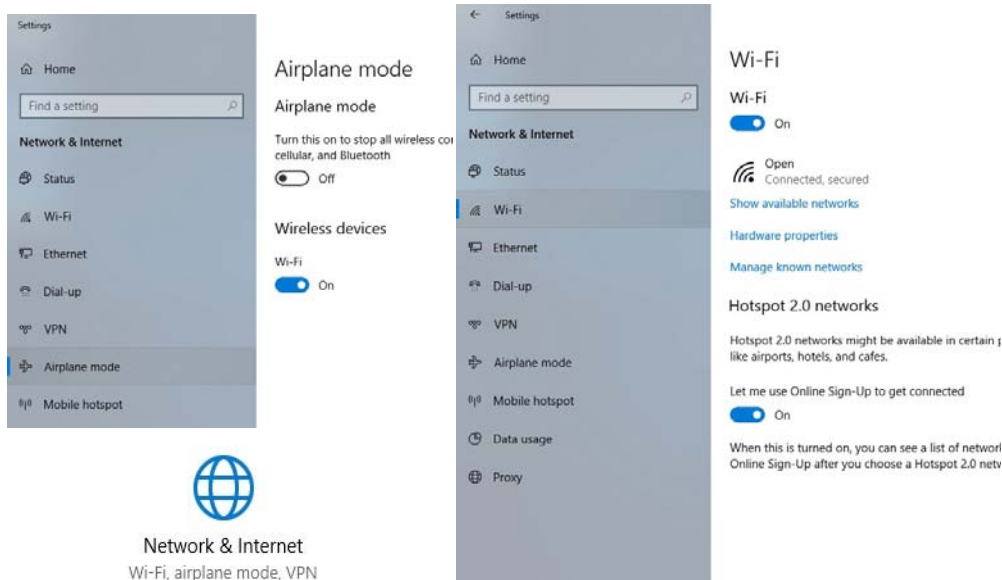 Settings
Home
Find a setting
Network & Internet
Status
Wi-Fi
Ethernet
Dial-up
VPN
Airplane mode
Mobile hotspot
Airplane mode
Airplane mode
Turn this on to stop all wireless
cellular, and Bluetooth
Off
Wireless devices
Wi-Fi
On
Network & Internet
Wi-Fi, airplane mode, VPN
Settings
Home
Find a setting
Network & Internet
Status
Wi-Fi
Ethernet
Dial-up
VPN
Airplane mode
Mobile hotspot
Data usage
Proxy
Wi-Fi
Wi-Fi
On
Open
Connected, secured
Show available networks
Hardware properties
Manage known networks
Hotspot 2.0 networks
Hotspot 2.0 networks might be available in certain
like airports, hotels, and cafes.
Let me use Online Sign-Up to get connected
On
When this is turned on, you can see a list of
Online Sign-Up after you choose a Hotspot 2.0